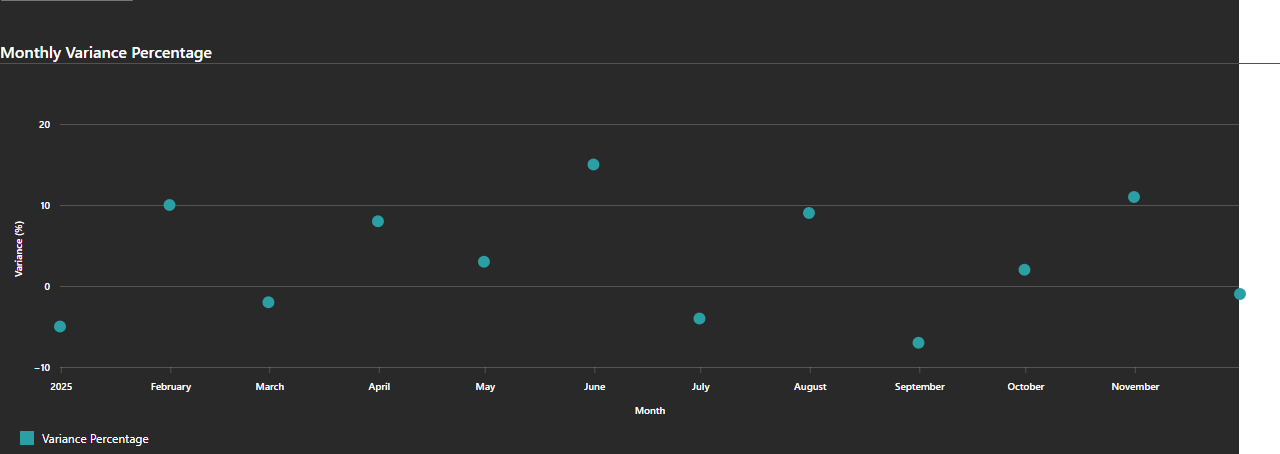 Monthly Variance Percentage
20
10
0
−10
Variance (%)
2025 February March April May June July August September October November
Month
Variance Percentage